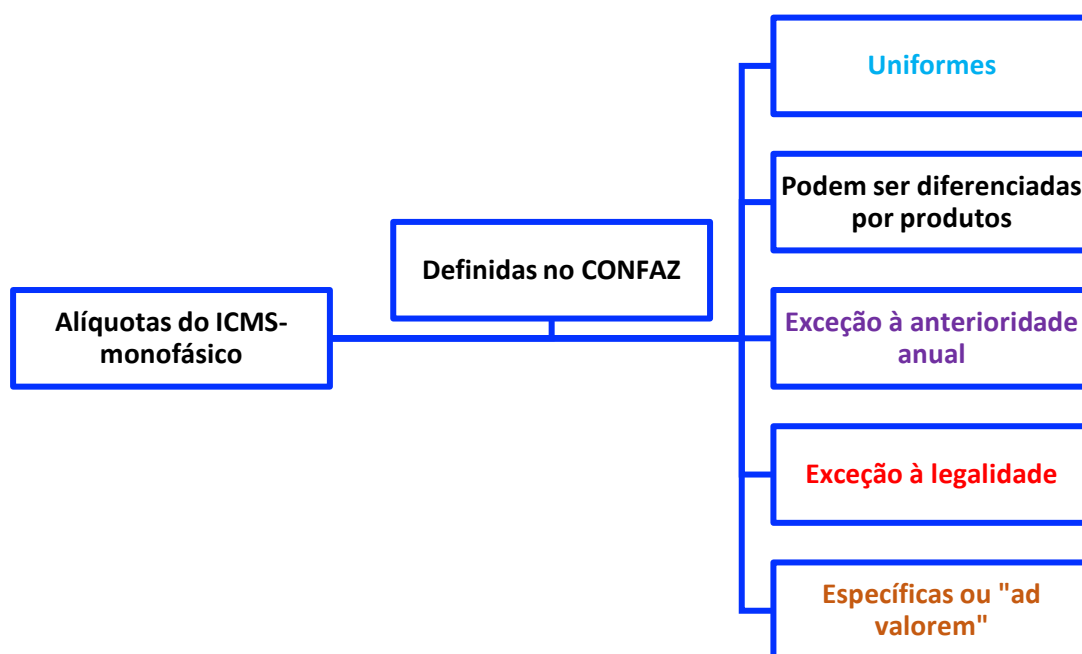 Alíquotas do ICMS-
monofásico
Definidas no CONFAZ
Uniformes
Podem ser diferenciadas
por produtos
Exceção à anterioridade
anual
Exceção à legalidade
Específicas ou "ad
valorem"